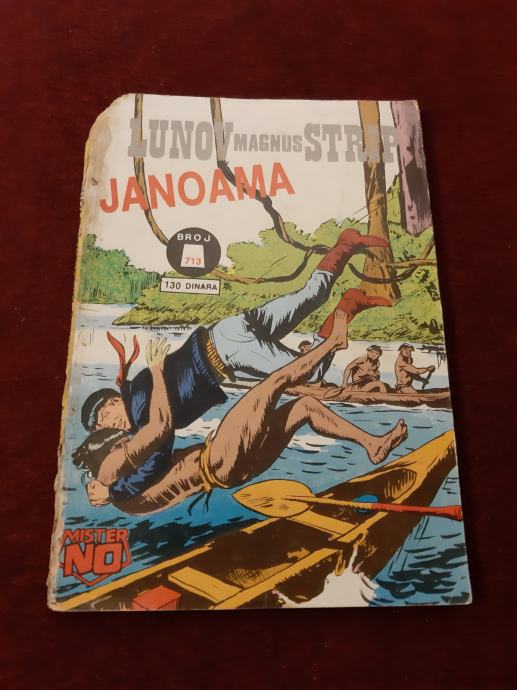 LUNOV MAGNUS STRIP
JANOAMA
BROJ
713
130 DINARA
MISTER
NO